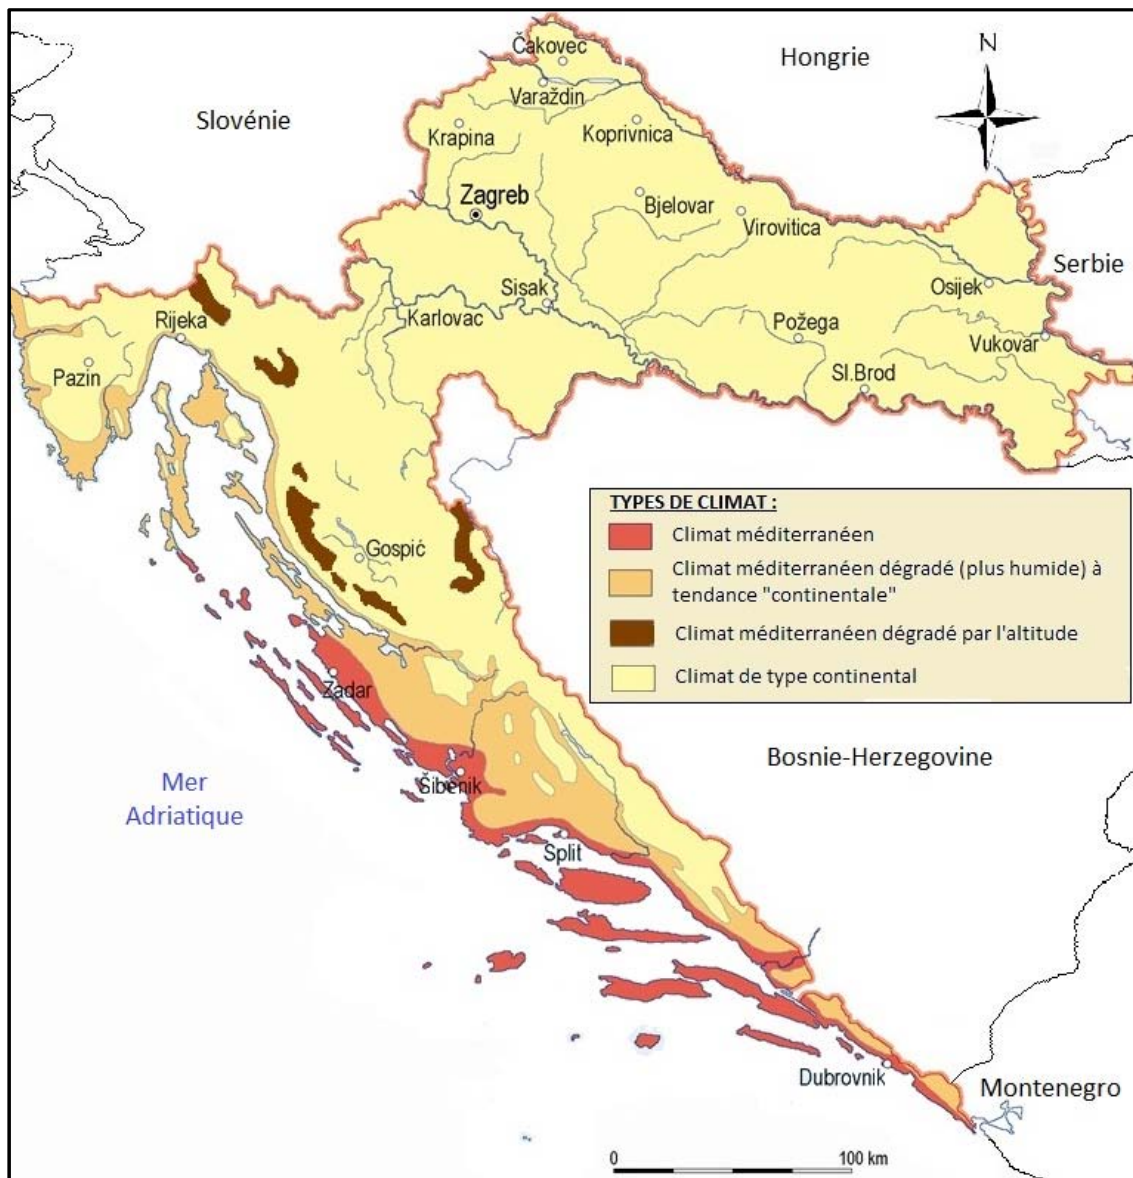 Hongrie
N
Čakovec
Varaždin
Slovénie
Krapina
Koprivnica
Zagreb
Bjelovar
Virovitica
Serbie
Osijek
Sisak
Karlovac
Rijeka
Požega
Vukovar
Pazin
Sl.Brod
TYPES DE CLIMAT :
Climat méditerranéen
Climat méditerranéen dégradé (plus humide) à
tendance "continentale"
Climat méditerranéen dégradé par l'altitude
Climat de type continental
Gospić
Zadar
Bosnie-Herzegovine
Mer
Adriatique
Šibenik
Split
Dubrovnik
Montenegro
0 100 km